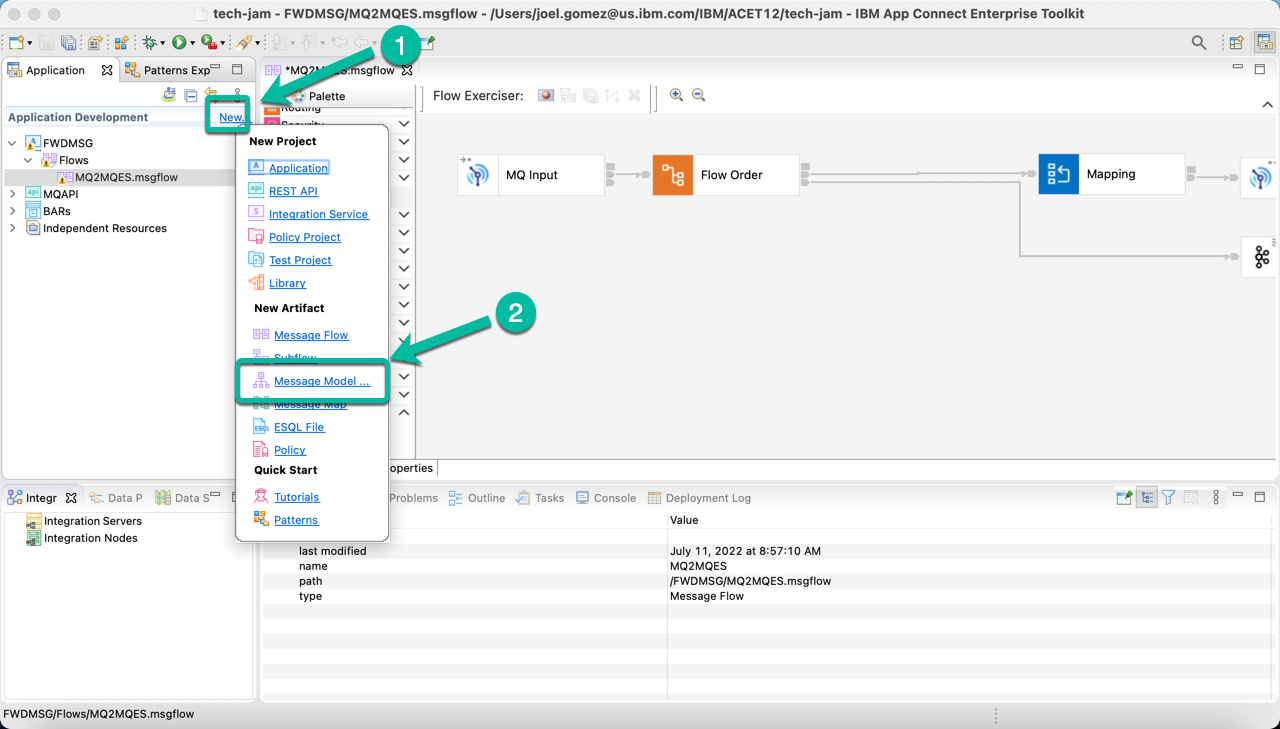 tech-jam - FWDMSG/MQ2MQES.msgflow - /Users/joel.gomez@us.ibm.com/IBM/ACET12/tech-jam - IBM App Connect Enterprise Toolkit
1
Application
Patterns Exp
*MQ2MQES.msgflow
Palette
Flow Exerciser:
Application Development
New...
Routing
Security
FWDMSG
Flows
MQ2MQES.msgflow
MQAPI
api
BARs
Independent Resources
New Project
Application
REST API
api
Integration Service
Policy Project
Test Project
Library
New Artifact
Message Flow
Subflow
Message Model ...
Message Map
ESQL File
ESQL
Policy
Quick Start
Tutorials
Patterns
2
MQ Input
Flow Order
Mapping
operties
Integr
Data P
Data S
Problems
Outline
Tasks
Console
Deployment Log
Integration Servers
Integration Nodes
Value
last modified
July 11, 2022 at 8:57:10 AM
name
MQ2MQES
path
/FWDMSG/MQ2MQES.msgflow
type
Message Flow
FWDMSG/Flows/MQ2MQES.msgflow